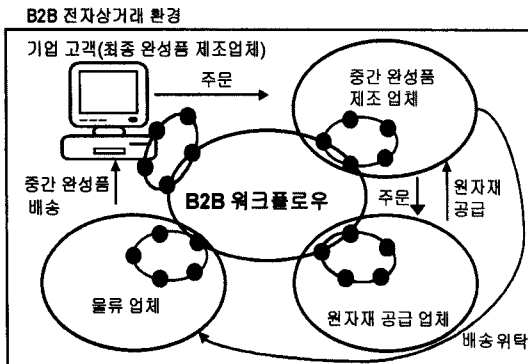 B2B 전자상거래 환경
기업 고객(최종 완성품 제조업체)
주문
중간 완성품
제조 업체
중간 완성품
배송
B2B 워크플로우
주문
원자재
공급
물류 업체
원자재 공급 업체
배송위탁